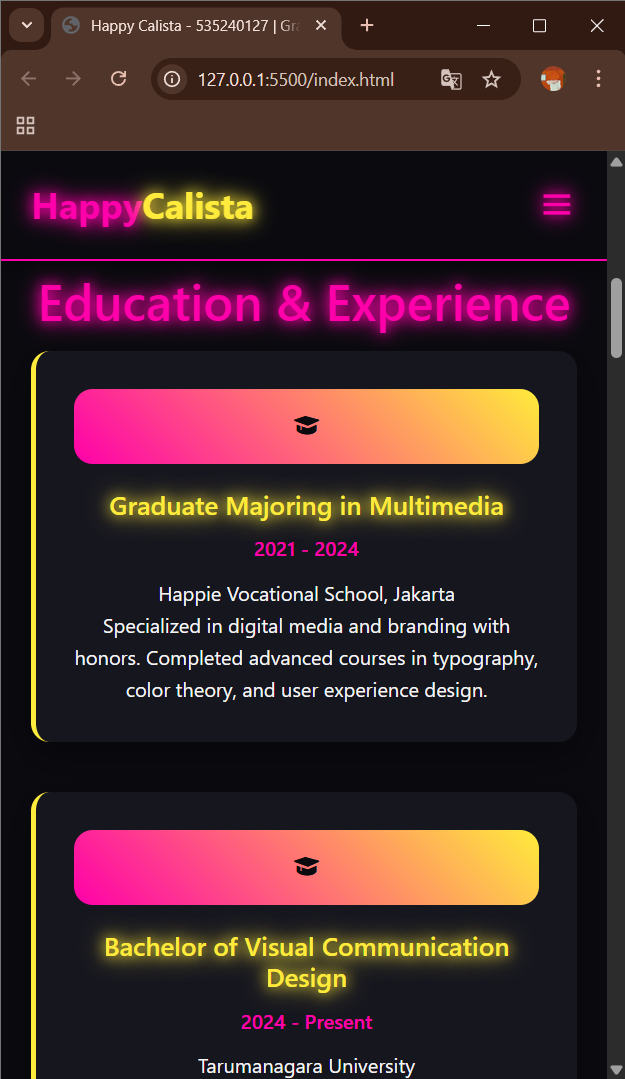 Happy Calista - 535240127 | Gra
127.0.0.1:5500/index.html
HappyCalista
Education & Experience
Graduate Majoring in Multimedia
2021 - 2024
Happie Vocational School, Jakarta
Specialized in digital media and branding with
honors. Completed advanced courses in typography,
color theory, and user experience design.
Bachelor of Visual Communication
Design
2024 - Present
Tarumanagara University